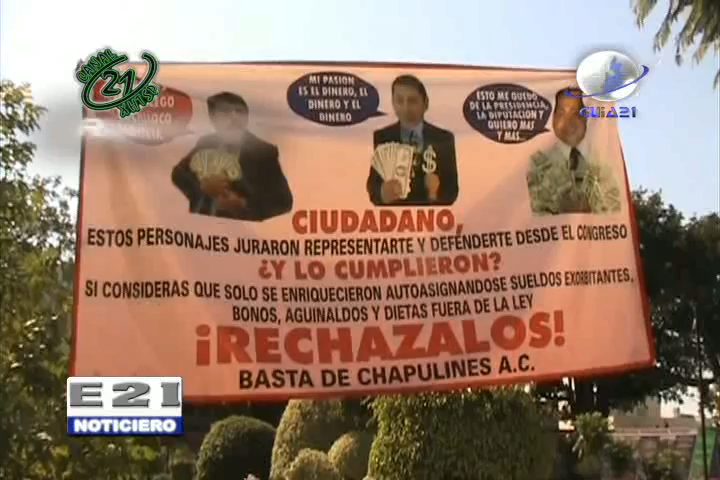 CANAL
21
GUíA21
MI PASION
ES EL DINERO, EL
DINERO Y EL
DINERO
ESTO ME QUEDO
DE LA PRESIDENCIA,
LA DIPUTACION Y
QUIERO MAS
Y MAS...
CIUDADANO,
ESTOS PERSONAJES JURARON REPRESENTARTE Y DEFENDERTE DESDE EL CONGRESO
¿Y LO CUMPLIERON?
SI CONSIDERAS QUE SOLO SE ENRIQUECIERON AUTOASIGNANDOSE SUELDOS EXORBITANTES,
BONOS, AGUINALDOS Y DIETAS FUERA DE LA LEY
¡RECHAZALOS!
BASTA DE CHAPULINES A.C.
E21
NOTICIERO